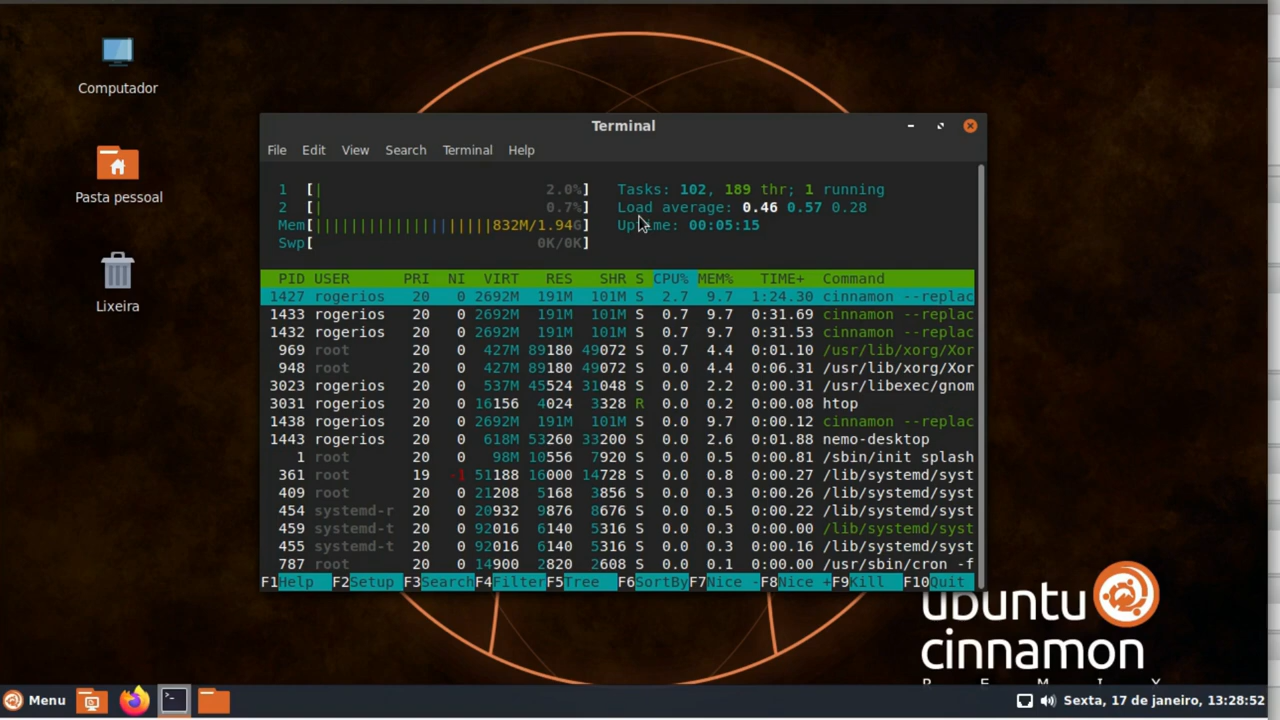 Computador
Pasta pessoal
Lixeira
Terminal
File Edit View Search Terminal Help
1 [| 2.0%] Tasks: 102, 189 thr; 1 running
2 [| 0.7%] Load average: 0.46 0.57 0.28
Mem[||||||||||||||||||||832M/1.94G] Uptime: 00:05:15
Swp[ 0K/0K]
PID USER PRI NI VIRT RES SHR S CPU% MEM% TIME+ Command
1427 rogerios 20 0 2692M 191M 101M S 2.7 9.7 1:24.30 cinnamon --replac
1433 rogerios 20 0 2692M 191M 101M S 0.7 9.7 0:31.69 cinnamon --replac
1432 rogerios 20 0 2692M 191M 101M S 0.7 9.7 0:31.53 cinnamon --replac
969 root 20 0 427M 89180 49072 S 0.7 4.4 0:01.10 /usr/lib/xorg/Xor
948 root 20 0 427M 89180 49072 S 0.0 4.4 0:06.31 /usr/lib/xorg/Xor
3023 rogerios 20 0 537M 45524 31048 S 0.0 2.2 0:00.31 /usr/libexec/gnom
3031 rogerios 20 0 16156 4024 3328 R 0.0 0.2 0:00.08 htop
1438 rogerios 20 0 2692M 191M 101M S 0.0 9.7 0:00.12 cinnamon --replac
1443 rogerios 20 0 618M 53260 33200 S 0.0 2.6 0:01.88 nemo-desktop
1 root 20 0 98M 10556 7920 S 0.0 0.5 0:00.81 /sbin/init splash
361 root 19 -1 51188 16000 14728 S 0.0 0.8 0:00.27 /lib/systemd/syst
409 root 20 0 21208 5168 3856 S 0.0 0.3 0:00.26 /lib/systemd/syst
454 systemd-r 20 0 20932 9876 8676 S 0.0 0.5 0:00.22 /lib/systemd/syst
459 systemd-t 20 0 92016 6140 5316 S 0.0 0.3 0:00.00 /lib/systemd/syst
455 systemd-t 20 0 92016 6140 5316 S 0.0 0.3 0:00.16 /lib/systemd/syst
787 root 20 0 14900 2820 2608 S 0.0 0.1 0:00.00 /usr/sbin/cron -f
F1Help F2Setup F3SearchF4FilterF5Tree F6SortByF7Nice -F8Nice +F9Kill F10Quit
ubuntu
cinnamon
R E M I X
Menu
Sexta, 17 de janeiro, 13:28:52